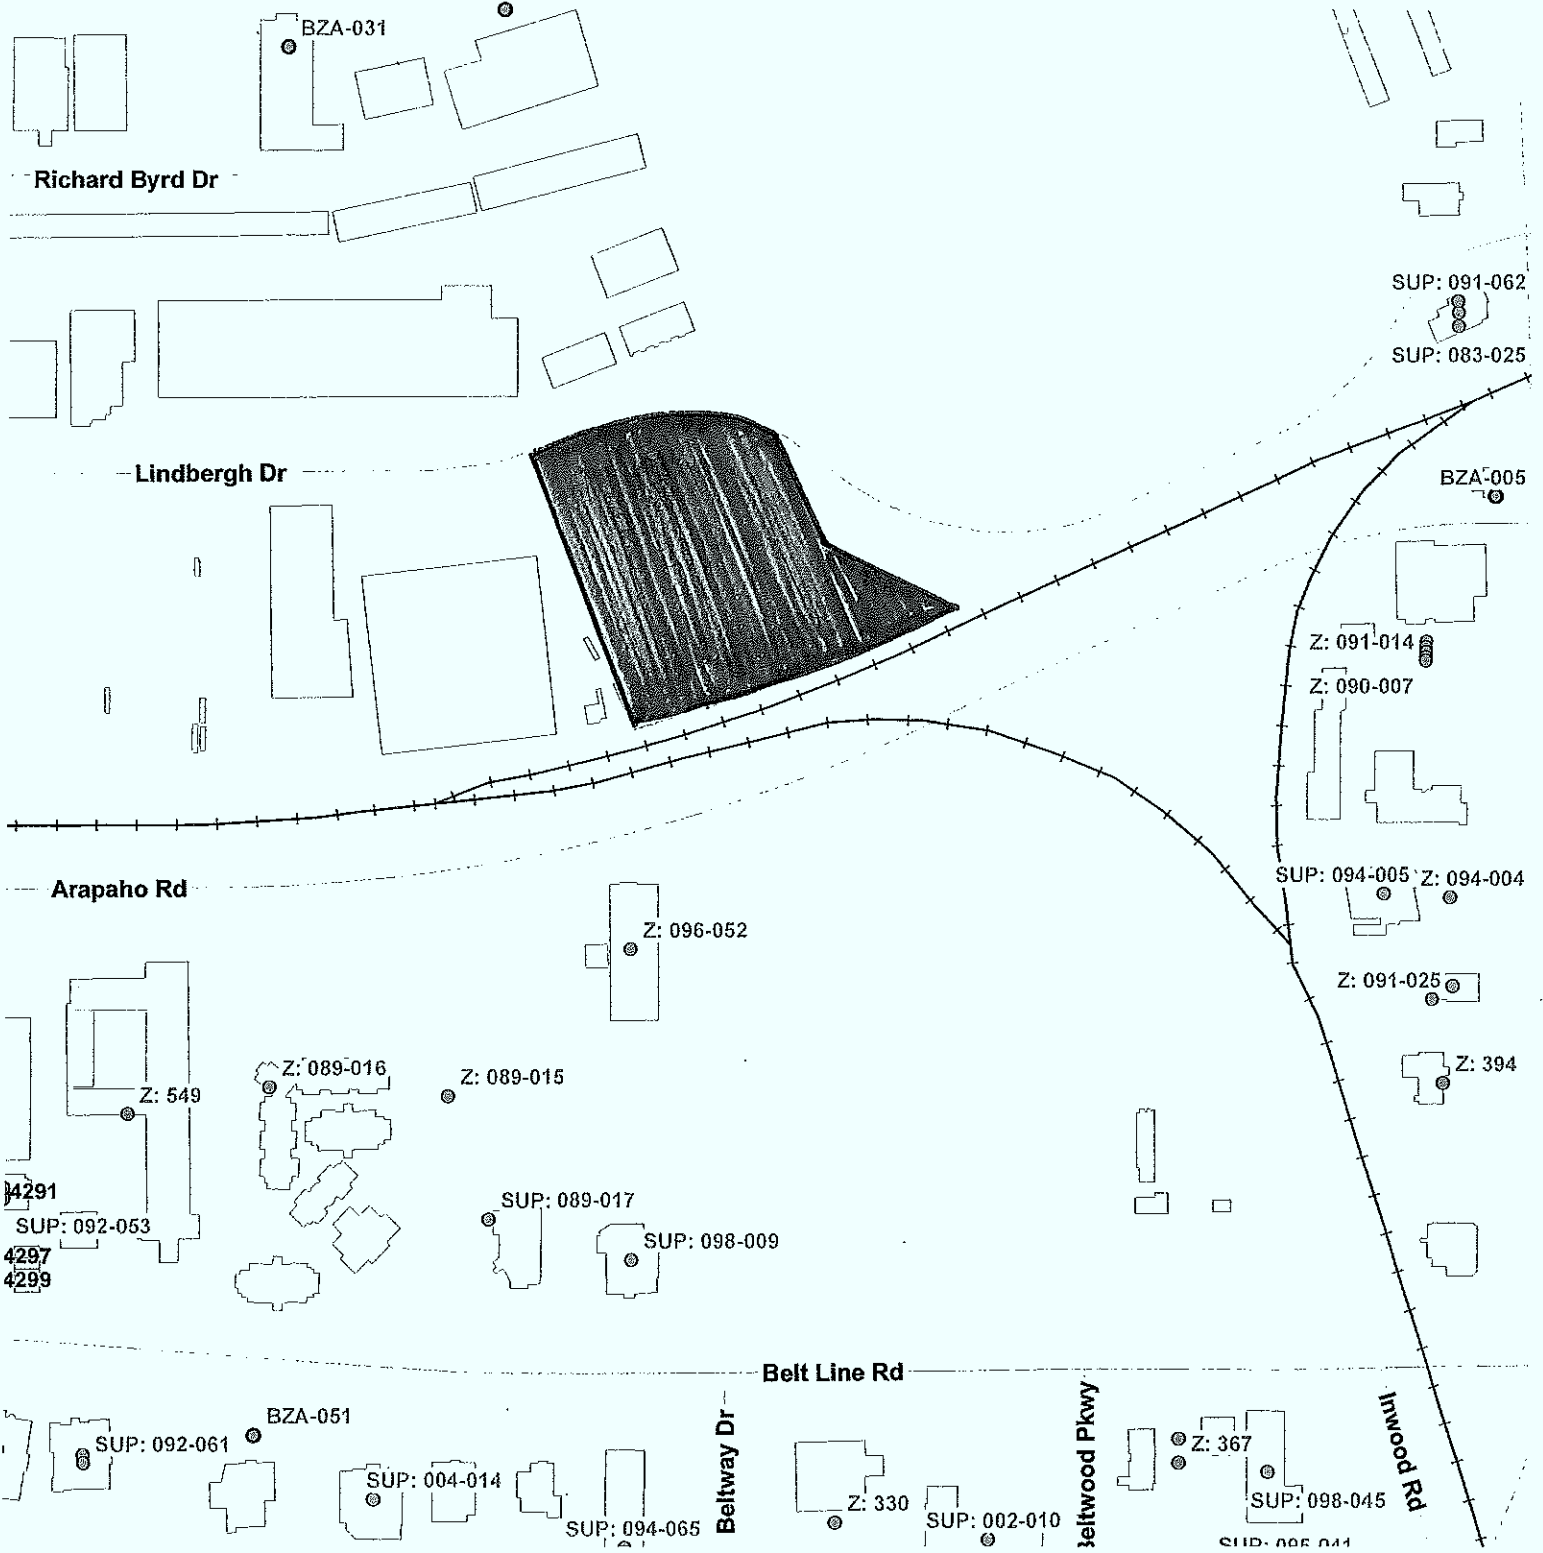 BZA-031
Richard Byrd Dr
SUP: 091-062
SUP: 083-025
Lindbergh Dr
BZA-005
Z: 091-014
Z: 090-007
SUP: 094-005
Z: 094-004
Arapaho Rd
Z: 096-052
Z: 091-025
Z: 089-016
Z: 089-015
Z: 394
Z: 549
4291
SUP: 089-017
SUP: 092-053
SUP: 098-009
4297
4299
Belt Line Rd
Beltway Dr
Beltwood Pkwy
Inwood Rd
BZA-051
SUP: 092-061
Z: 367
SUP: 004-014
Z: 330
SUP: 098-045
SUP: 002-010
SUP: 094-065